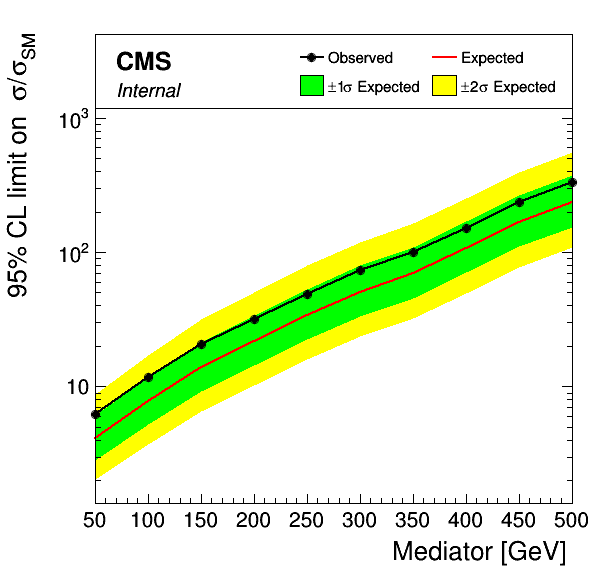 95% CL limit on σ/σSM
CMS
Internal
Observed
Expected
±1σ Expected
±2σ Expected
10³
10²
10
50 100 150 200 250 300 350 400 450 500
Mediator [GeV]